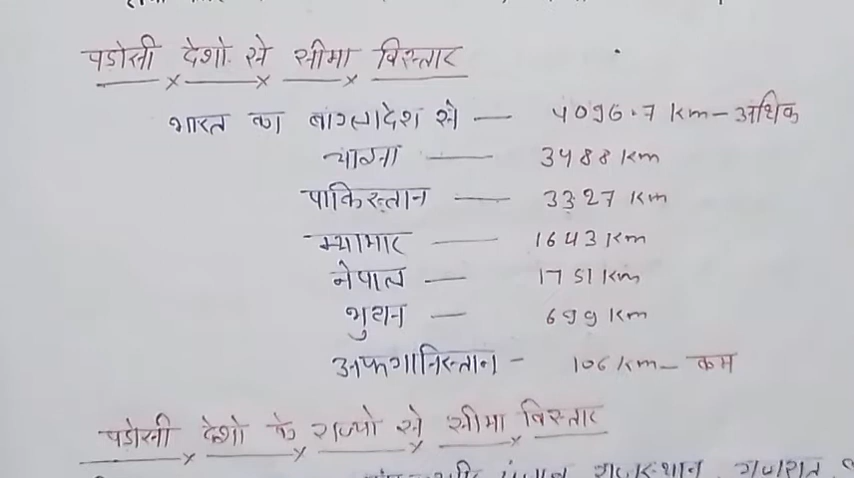 पडोसी देशो से सीमा विस्तार
भारत का बाग्लादेश से — 4096.7 km – अधिक
चाइना — 3488 km
पाकिस्तान — 3327 km
म्यामार — 1643 km
नेपाल — 1751 km
भुटान — 699 km
अफगानिस्तान - 106 km – कम
पडोसी देशो के राज्यो से सीमा विस्तार
राजस्थान, गुजरात